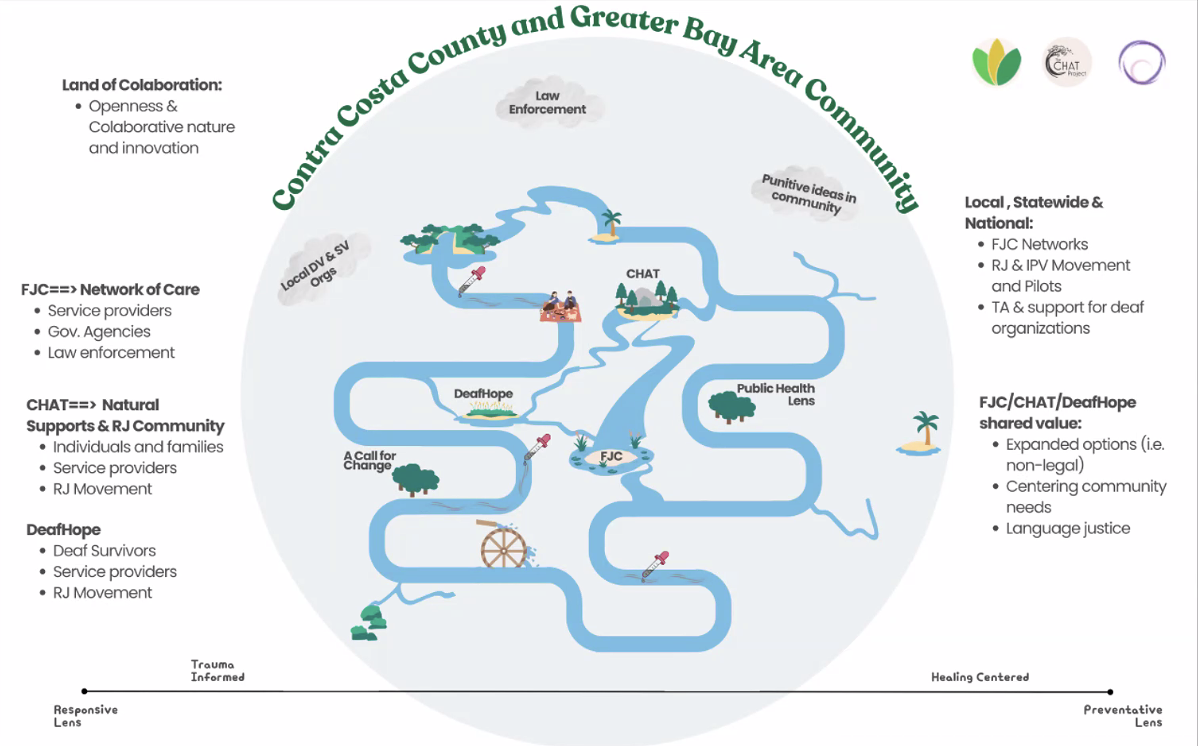 Contra Costa County and Greater Bay Area Community
CHAT
Project
Land of Colaboration:
• Openness &
Colaborative nature
and innovation
FJC==> Network of Care
• Service providers
• Gov. Agencies
• Law enforcement
CHAT==> Natural
Supports & RJ Community
• Individuals and families
• Service providers
• RJ Movement
DeafHope
• Deaf Survivors
• Service providers
• RJ Movement
Law
Enforcement
Punitive ideas in
community
Local DV & SV
Orgs
CHAT
DeafHope
Public Health
Lens
A Call for
Change
FJC
Local , Statewide &
National:
• FJC Networks
• RJ & IPV Movement
and Pilots
• TA & support for deaf
organizations
FJC/CHAT/DeafHope
shared value:
• Expanded options (i.e.
non-legal)
• Centering community
needs
• Language justice
Trauma
Informed
Healing Centered
Responsive
Lens
Preventative
Lens